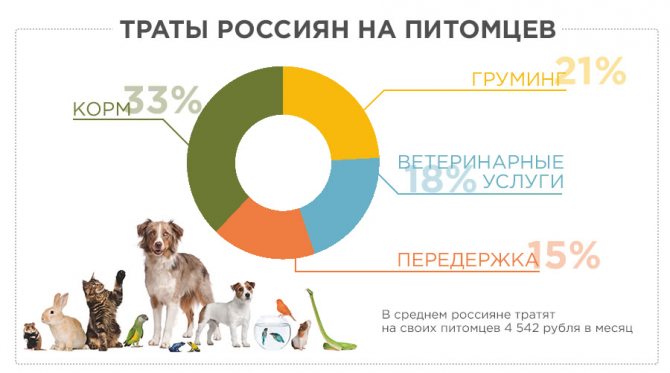 ТРАТЫ РОССИЯН НА ПИТОМЦЕВ
ГРУМИНГ 21%
КОРМ 33%
ВЕТЕРИНАРНЫЕ
18% УСЛУГИ
ПЕРЕДЕРЖКА 15%
В среднем россияне тратят
на своих питомцев 4 542 рубля в месяц